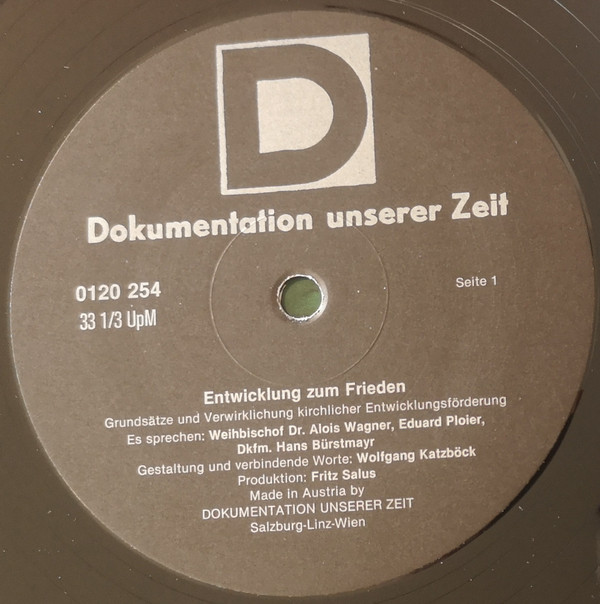 D
Dokumentation unserer Zeit
0120 254
33 1/3 UpM
Seite 1
Entwicklung zum Frieden
Grundsätze und Verwirklichung kirchlicher Entwicklungsförderung
Es sprechen: Weihbischof Dr. Alois Wagner, Eduard Ploier,
Dkfm. Hans Bürstmayr
Gestaltung und verbindende Worte: Wolfgang Katzböck
Produktion: Fritz Salus
Made in Austria by
DOKUMENTATION UNSERER ZEIT
Salzburg-Linz-Wien